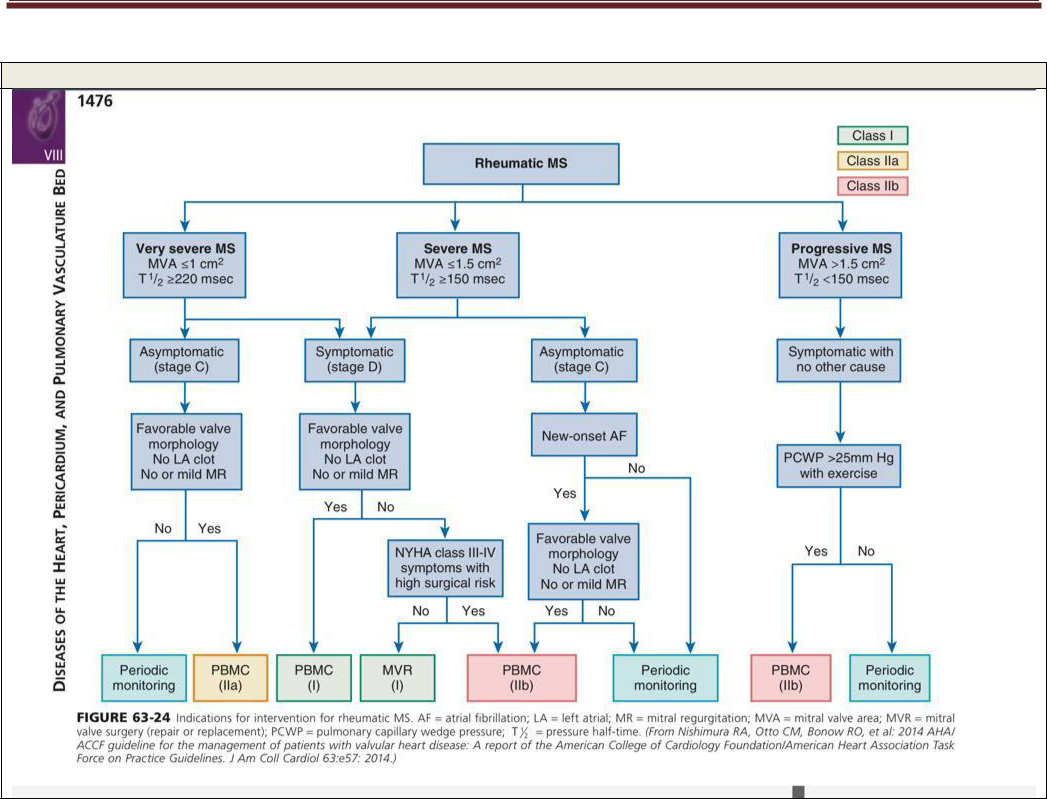 1476
VIII
DISEASES OF THE HEART, PERICARDIUM, AND PULMONARY VASCULATURE BED
Class I
Class IIa
Class IIb
Rheumatic MS
Very severe MS
MVA ≤1 cm²
T½ ≥220 msec
Severe MS
MVA ≤1.5 cm²
T½ ≥150 msec
Progressive MS
MVA >1.5 cm²
T½ <150 msec
Asymptomatic
(stage C)
Symptomatic
(stage D)
Asymptomatic
(stage C)
Symptomatic with
no other cause
Favorable valve
morphology
No LA clot
No or mild MR
Favorable valve
morphology
No LA clot
No or mild MR
New-onset AF
PCWP >25mm Hg
with exercise
No
Yes
Yes
No
No
Yes
NYHA class III-IV
symptoms with
high surgical risk
Favorable valve
morphology
No LA clot
No or mild MR
Yes
No
No
Yes
Yes
No
Periodic
monitoring
PBMC
(IIa)
PBMC
(I)
MVR
(I)
PBMC
(IIb)
Periodic
monitoring
PBMC
(IIb)
Periodic
monitoring
FIGURE 63-24 Indications for intervention for rheumatic MS. AF = atrial fibrillation; LA = left atrial; MR = mitral regurgitation; MVA = mitral valve area; MVR = mitral
valve surgery (repair or replacement); PCWP = pulmonary capillary wedge pressure; T½ = pressure half-time. (From Nishimura RA, Otto CM, Bonow RO, et al: 2014 AHA/
ACCF guideline for the management of patients with valvular heart disease: A report of the American College of Cardiology Foundation/American Heart Association Task
Force on Practice Guidelines. J Am Coll Cardiol 63:e57: 2014.)